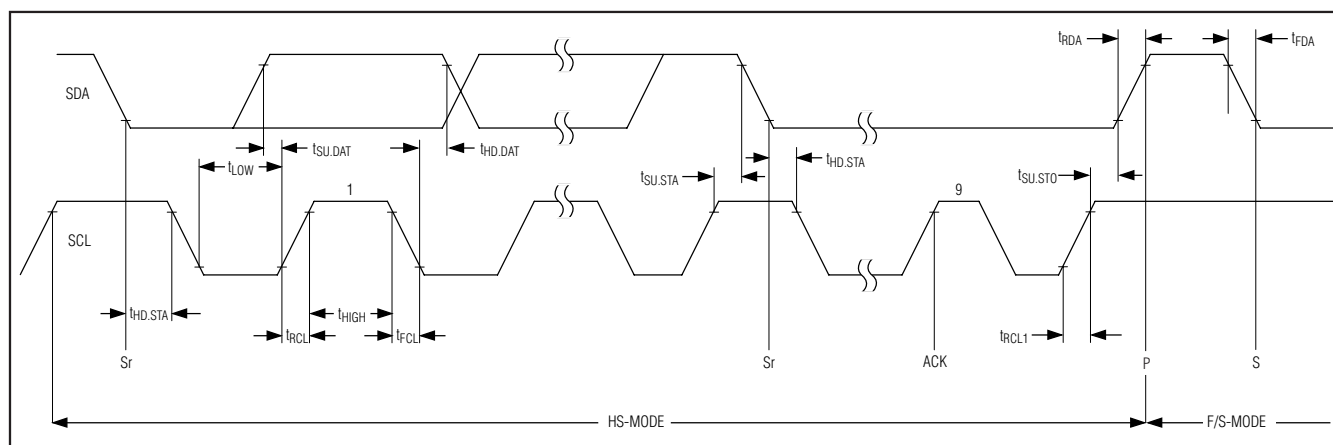 tRDA
tFDA
SDA
tLOW
tSU.DAT
tHD.DAT
tSU.STA
tHD.STA
tSU.STO
1
9
SCL
tHD.STA
tRCL
tHIGH
tFCL
tRCL1
Sr
Sr
ACK
P
S
HS-MODE
F/S-MODE